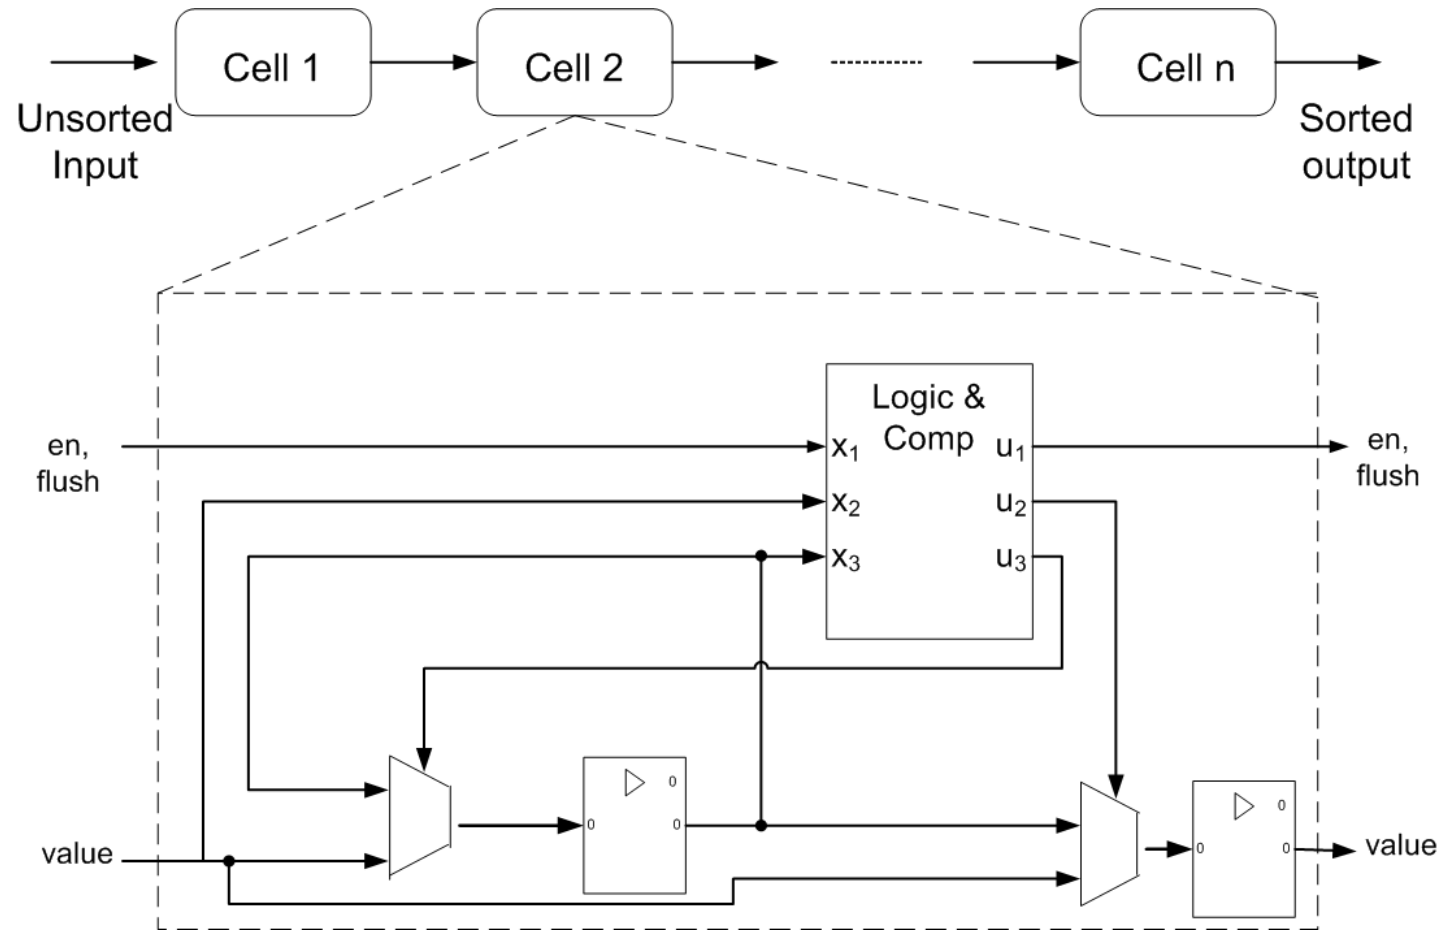 Cell 1
Cell 2
Cell n
Unsorted
Input
Sorted
output
Logic &
Comp
en,
flush
x₁
u₁
en,
flush
x₂
u₂
x₃
u₃
0
0
0
0
0
0
value
value